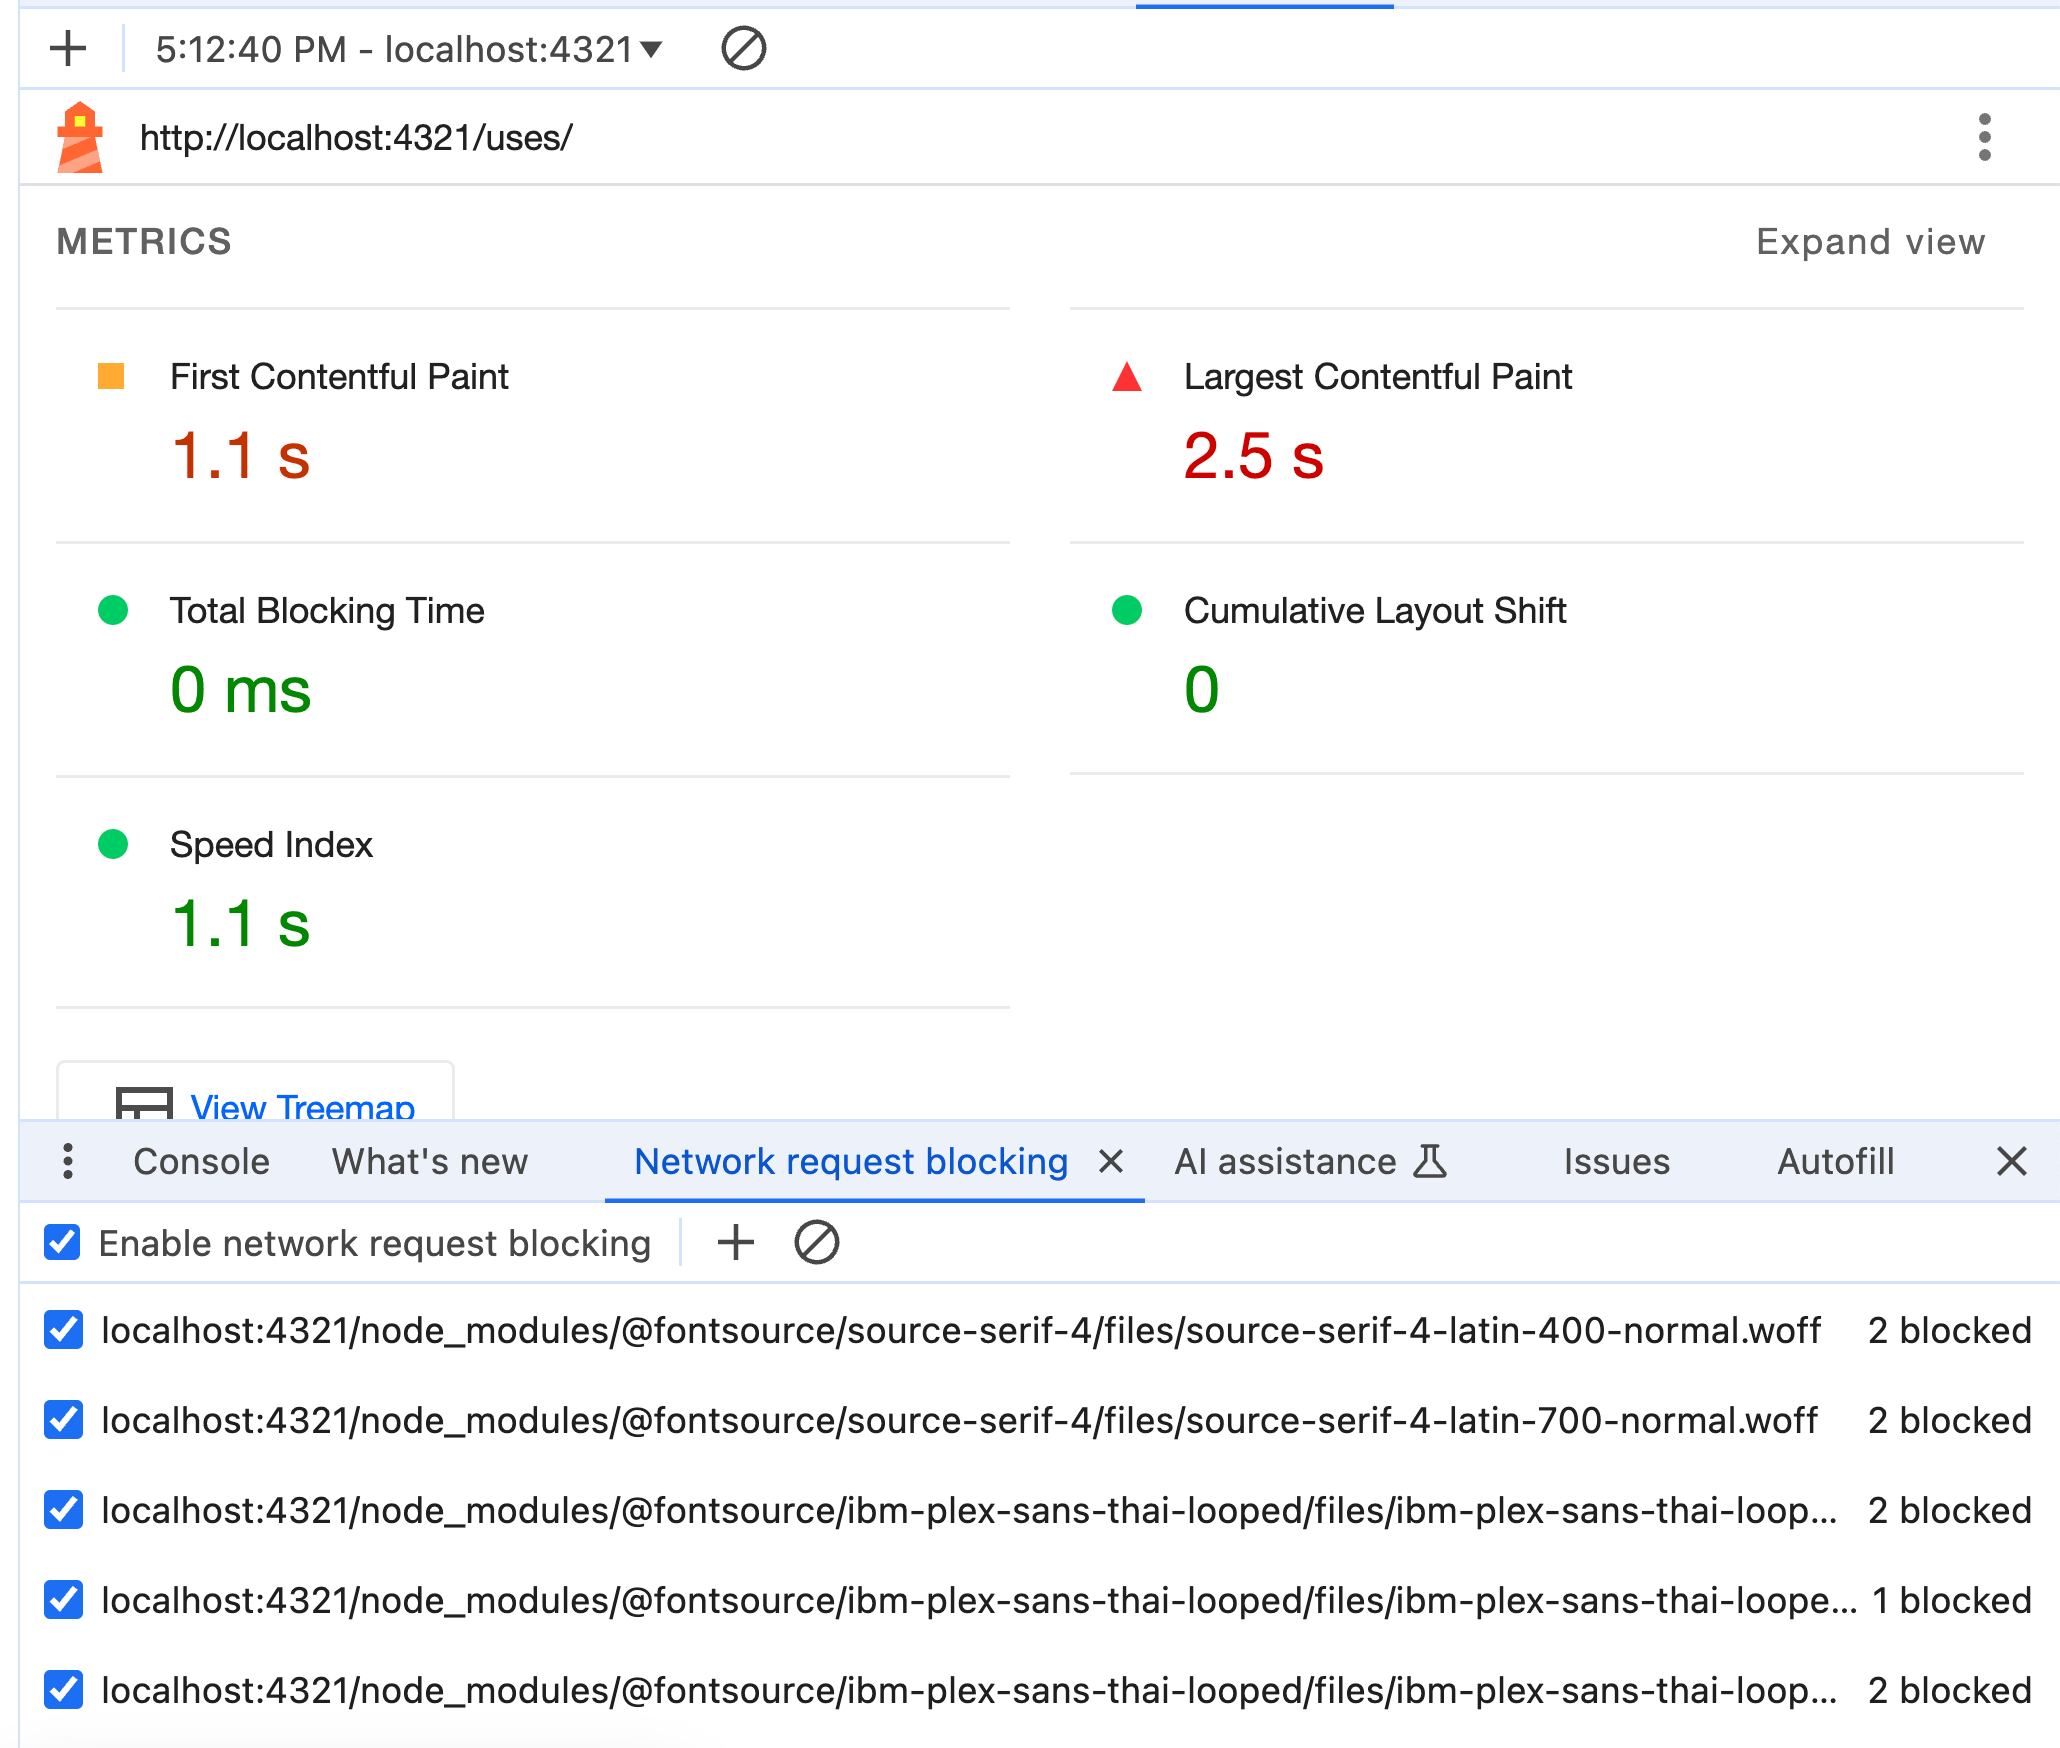 5:12:40 PM - localhost:4321
http://localhost:4321/uses/
METRICS
Expand view
First Contentful Paint
1.1 s
Largest Contentful Paint
2.5 s
Total Blocking Time
0 ms
Cumulative Layout Shift
0
Speed Index
1.1 s
View Treemap
Console What's new Network request blocking AI assistance Issues Autofill
Enable network request blocking
localhost:4321/node_modules/@fontsource/source-serif-4/files/source-serif-4-latin-400-normal.woff 2 blocked
localhost:4321/node_modules/@fontsource/source-serif-4/files/source-serif-4-latin-700-normal.woff 2 blocked
localhost:4321/node_modules/@fontsource/ibm-plex-sans-thai-looped/files/ibm-plex-sans-thai-loop... 2 blocked
localhost:4321/node_modules/@fontsource/ibm-plex-sans-thai-looped/files/ibm-plex-sans-thai-loope... 1 blocked
localhost:4321/node_modules/@fontsource/ibm-plex-sans-thai-looped/files/ibm-plex-sans-thai-loop... 2 blocked